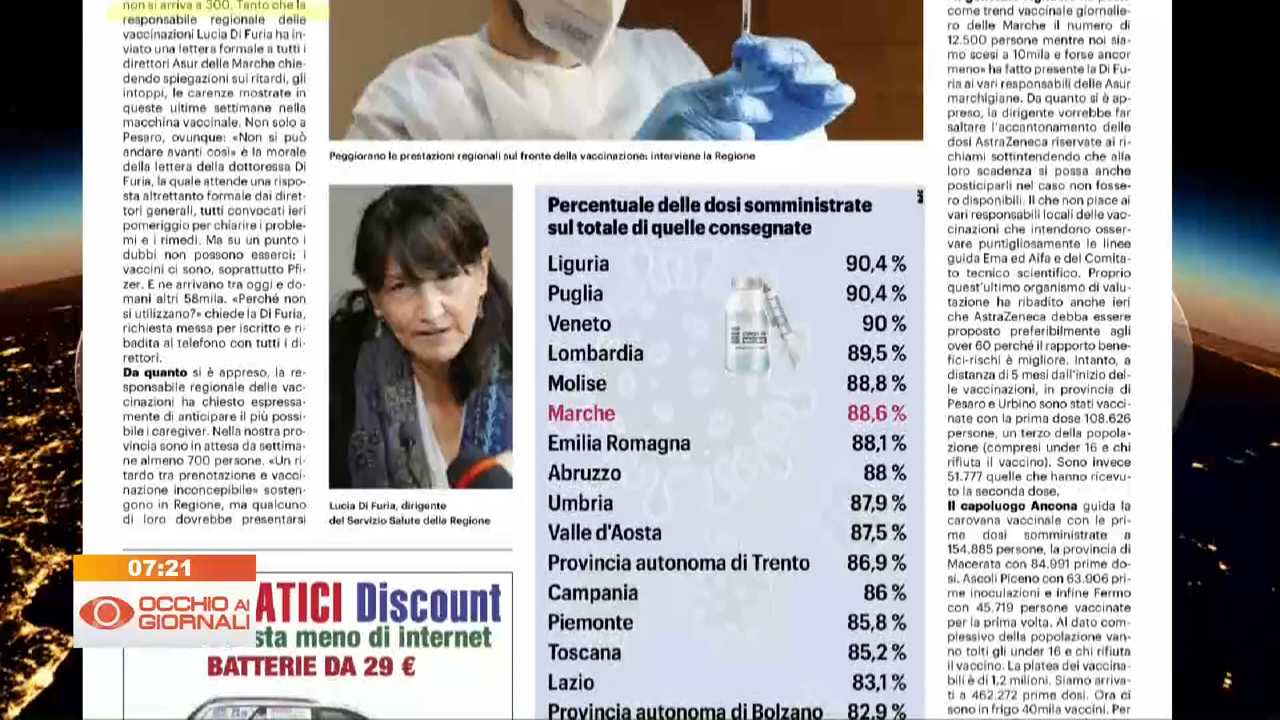 non si arriva a 300. Tanto che la
responsabile regionale delle
vaccinazioni Lucia Di Furia ha in-
viato una lettera formale a tutti i
direttori Asur delle Marche chie-
dendo spiegazioni sui ritardi, gli
intoppi, le carenze mostrate in
queste ultime settimane nella
macchina vaccinale. Non solo a
Pesaro, ovunque: «Non si può
andare avanti così» è la morale
della lettera della dottoressa Di
Furia, la quale attende una rispo-
sta altrettanto formale dai diret-
tori generali, tutti convocati ieri
pomeriggio per chiarire i proble-
mi e i rimedi. Ma su un punto i
dubbi non possono esserci: i
vaccini ci sono, soprattutto Pfi-
zer. E ne arrivano tra oggi e do-
mani altri 58mila. «Perché non
si utilizzano?» chiede la Di Furia,
richiesta messa per iscritto e ri-
badita al telefono con tutti i di-
rettori.
Da quanto si è appreso, la re-
sponsabile regionale delle vac-
cinazioni ha chiesto espressa-
mente di anticipare il più possi-
bile i caregiver. Nella nostra pro-
vincia sono in attesa da settima-
ne almeno 700 persone. «Un ri-
tardo tra prenotazione e vacci-
nazione inconcepibile» sosten-
gono in Regione, ma qualcuno
di loro dovrebbe presentarsi
Peggiorano le prestazioni regionali sul fronte della vaccinazione: interviene la Regione
Lucia Di Furia, dirigente
del Servizio Salute della Regione
Percentuale delle dosi somministrate
sul totale di quelle consegnate
Liguria 90,4 %
Puglia 90,4 %
Veneto 90 %
Lombardia 89,5 %
Molise 88,8 %
Marche 88,6 %
Emilia Romagna 88,1 %
Abruzzo 88 %
Umbria 87,9 %
Valle d'Aosta 87,5 %
Provincia autonoma di Trento 86,9 %
Campania 86 %
Piemonte 85,8 %
Toscana 85,2 %
Lazio 83,1 %
Provincia autonoma di Bolzano 82,9 %
come trend vaccinale giornalie-
ro delle Marche il numero di
12.500 persone mentre noi sia-
mo scesi a 10mila e forse ancor
meno» ha fatto presente la Di Fu-
ria ai vari responsabili delle Asur
marchigiane. Da quanto si è ap-
preso, la dirigente vorrebbe far
saltare l'accantonamento delle
dosi AstraZeneca riservate ai ri-
chiami sottintendendo che alla
loro scadenza si possa anche
posticiparli nel caso non fosse-
ro disponibili. Il che non piace ai
vari responsabili locali delle vac-
cinazioni che intendono osser-
vare puntigliosamente le linee
guida Ema ed Aifa e del Comita-
to tecnico scientifico. Proprio
quest'ultimo organismo di valu-
tazione ha ribadito anche ieri
che AstraZeneca debba essere
proposto preferibilmente agli
over 60 perché il rapporto bene-
fici-rischi è migliore. Intanto, a
distanza di 5 mesi dall'inizio del-
le vaccinazioni, in provincia di
Pesaro e Urbino sono stati vacci-
nate con la prima dose 108.626
persone, un terzo della popola-
zione (compresi under 16 e chi
rifiuta il vaccino). Sono invece
51.777 quelle che hanno ricevu-
to la seconda dose.
Il capoluogo Ancona guida la
carovana vaccinale con le pri-
me dosi somministrate a
154.885 persone, la provincia di
Macerata con 84.991 prime do-
si. Ascoli Piceno con 63.906 pri-
me inoculazioni e infine Fermo
con 45.719 persone vaccinate
per la prima volta. Al dato com-
plessivo della popolazione van-
no tolti gli under 16 e chi rifiuta
il vaccino. La platea dei vaccina-
bili è di 1,2 milioni. Siamo arriva-
ti a 462.272 prime dosi. Ora ci
sono in frigo 40mila vaccini. Per
07:21
OCCHIO AI
GIORNALI
ATICI Discount
sta meno di internet
BATTERIE DA 29 €